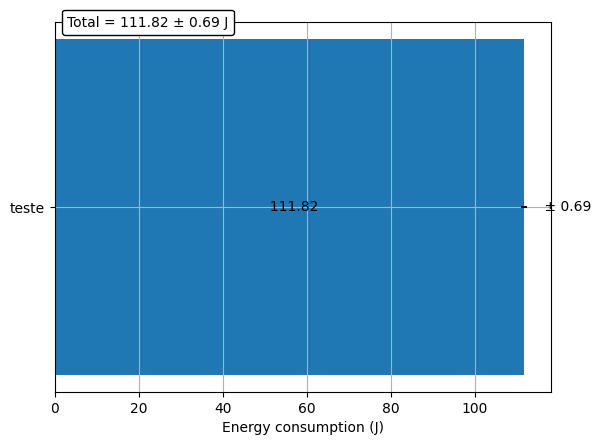 Total = 111.82 ± 0.69 J
teste
111.82
± 0.69
0 20 40 60 80 100
Energy consumption (J)